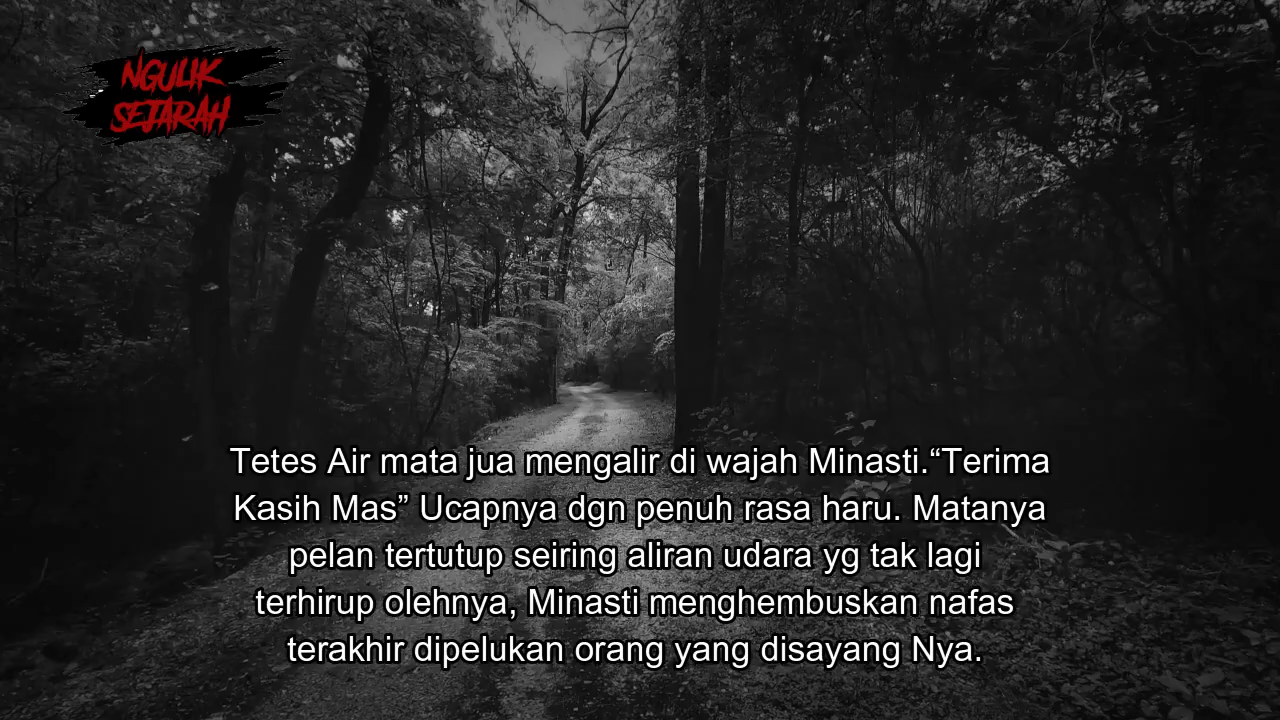 NGULIK
SEJARAH
Tetes Air mata jua mengalir di wajah Minasti.“Terima
Kasih Mas” Ucapnya dgn penuh rasa haru. Matanya
pelan tertutup seiring aliran udara yg tak lagi
terhirup olehnya, Minasti menghembuskan nafas
terakhir dipelukan orang yang disayang Nya.